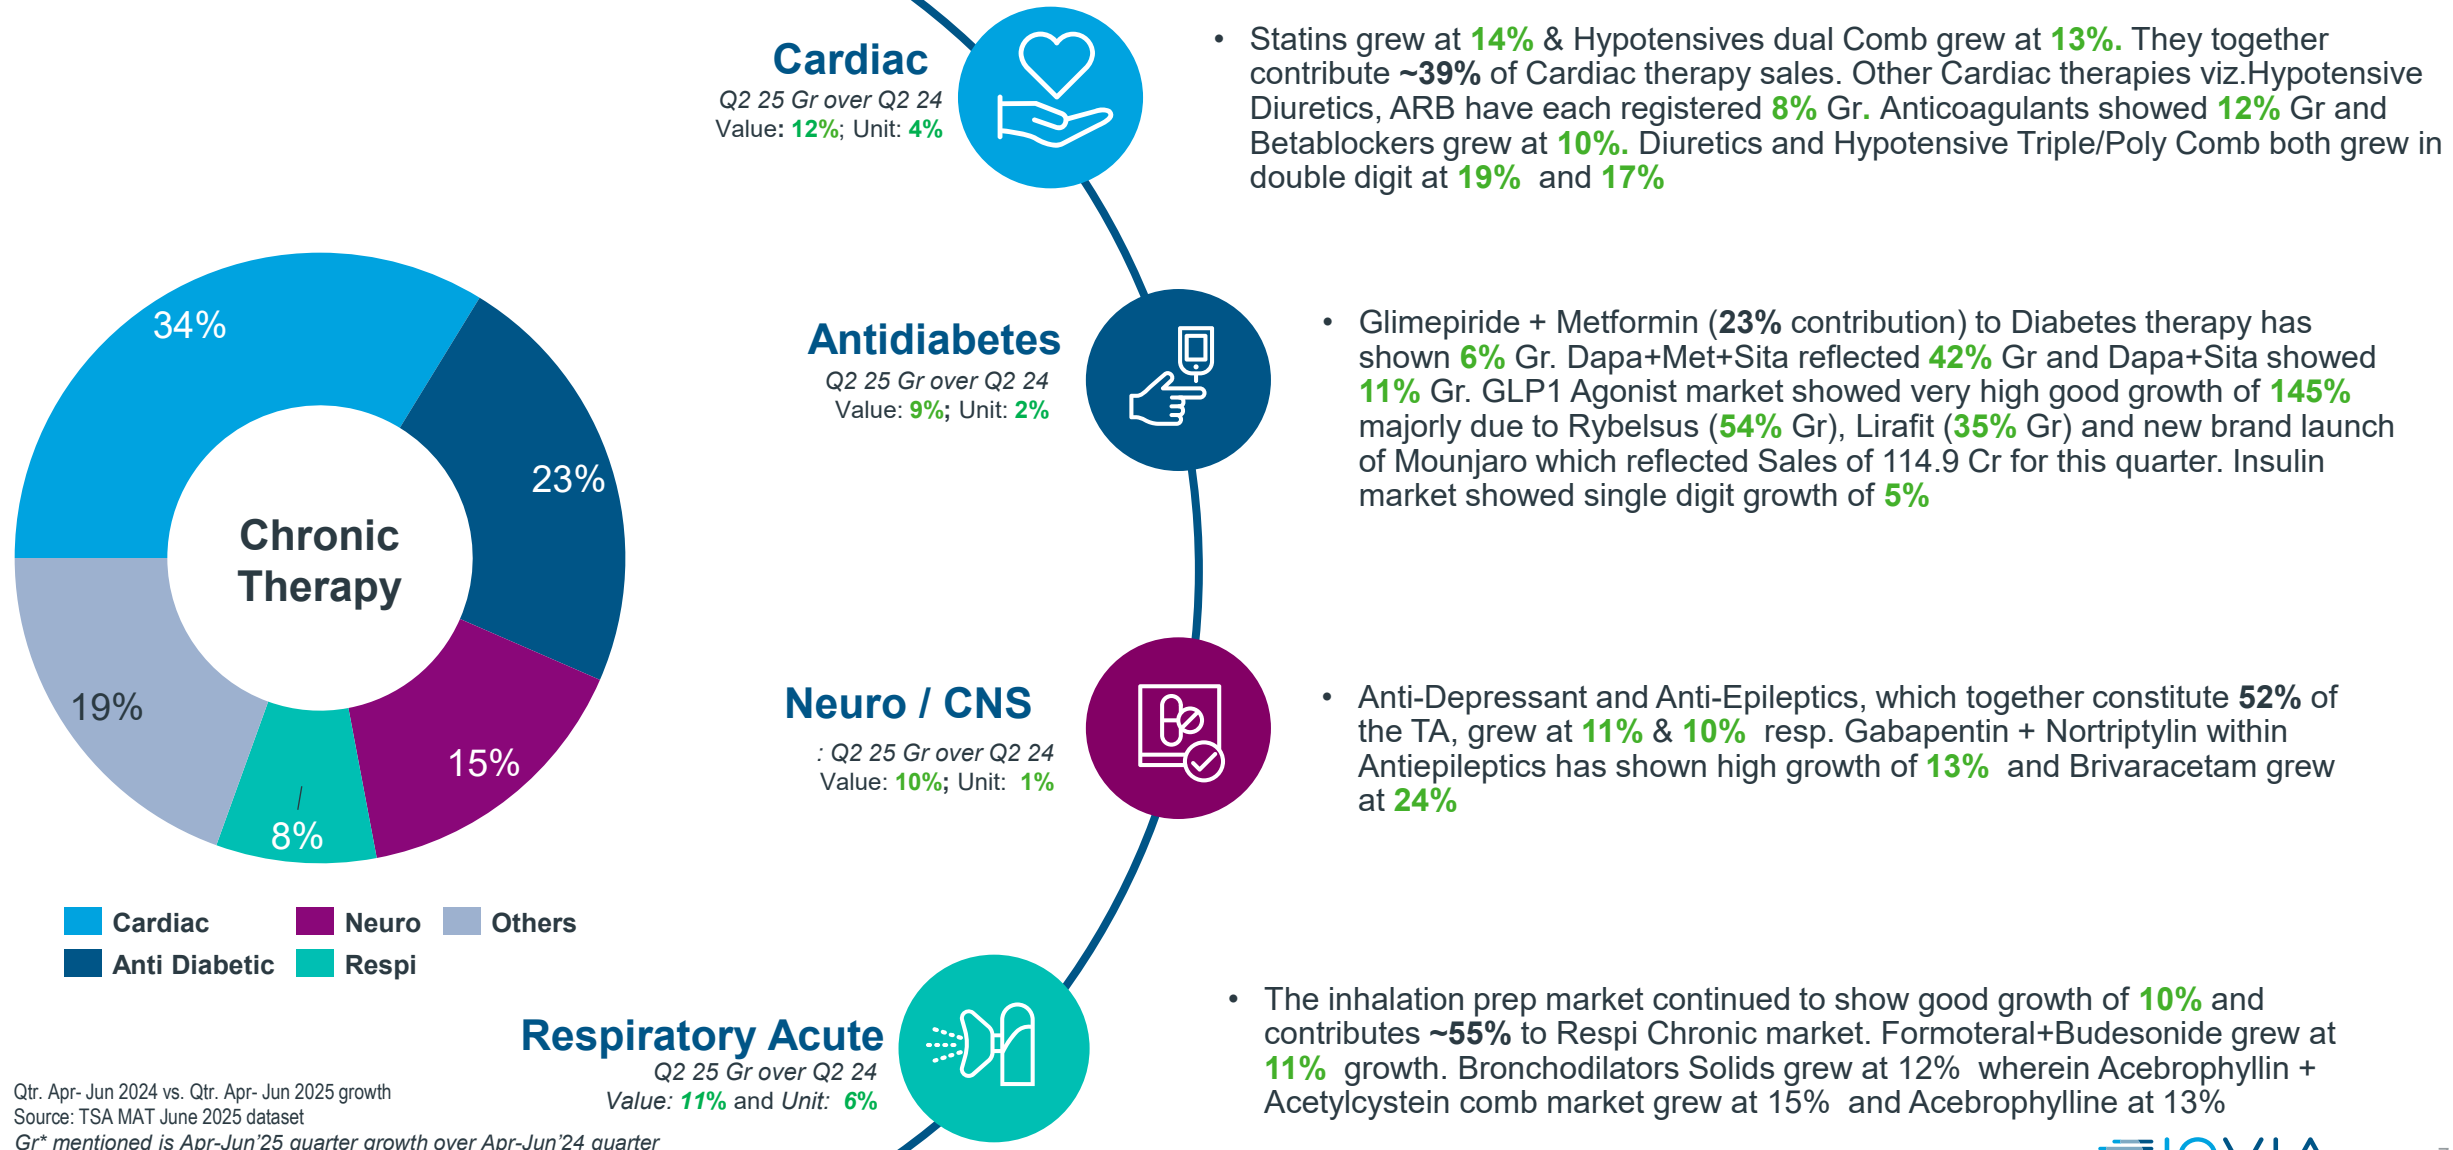 Cardiac
Q2 25 Gr over Q2 24
Value: 12%; Unit: 4%
• Statins grew at 14% & Hypotensives dual Comb grew at 13%. They together
contribute ~39% of Cardiac therapy sales. Other Cardiac therapies viz.Hypotensive
Diuretics, ARB have each registered 8% Gr. Anticoagulants showed 12% Gr and
Betablockers grew at 10%. Diuretics and Hypotensive Triple/Poly Comb both grew in
double digit at 19% and 17%
34%
23%
15%
8%
19%
Chronic
Therapy
Cardiac
Neuro
Others
Anti Diabetic
Respi
Antidiabetes
Q2 25 Gr over Q2 24
Value: 9%; Unit: 2%
• Glimepiride + Metformin (23% contribution) to Diabetes therapy has
shown 6% Gr. Dapa+Met+Sita reflected 42% Gr and Dapa+Sita showed
11% Gr. GLP1 Agonist market showed very high good growth of 145%
majorly due to Rybelsus (54% Gr), Lirafit (35% Gr) and new brand launch
of Mounjaro which reflected Sales of 114.9 Cr for this quarter. Insulin
market showed single digit growth of 5%
Neuro / CNS
: Q2 25 Gr over Q2 24
Value: 10%; Unit: 1%
• Anti-Depressant and Anti-Epileptics, which together constitute 52% of
the TA, grew at 11% & 10% resp. Gabapentin + Nortriptylin within
Antiepileptics has shown high growth of 13% and Brivaracetam grew
at 24%
Respiratory Acute
Q2 25 Gr over Q2 24
Value: 11% and Unit: 6%
• The inhalation prep market continued to show good growth of 10% and
contributes ~55% to Respi Chronic market. Formoteral+Budesonide grew at
11% growth. Bronchodilators Solids grew at 12% wherein Acebrophyllin +
Acetylcystein comb market grew at 15% and Acebrophylline at 13%
Qtr. Apr- Jun 2024 vs. Qtr. Apr- Jun 2025 growth
Source: TSA MAT June 2025 dataset
Gr* mentioned is Apr-Jun'25 quarter growth over Apr-Jun'24 quarter
IQVIA